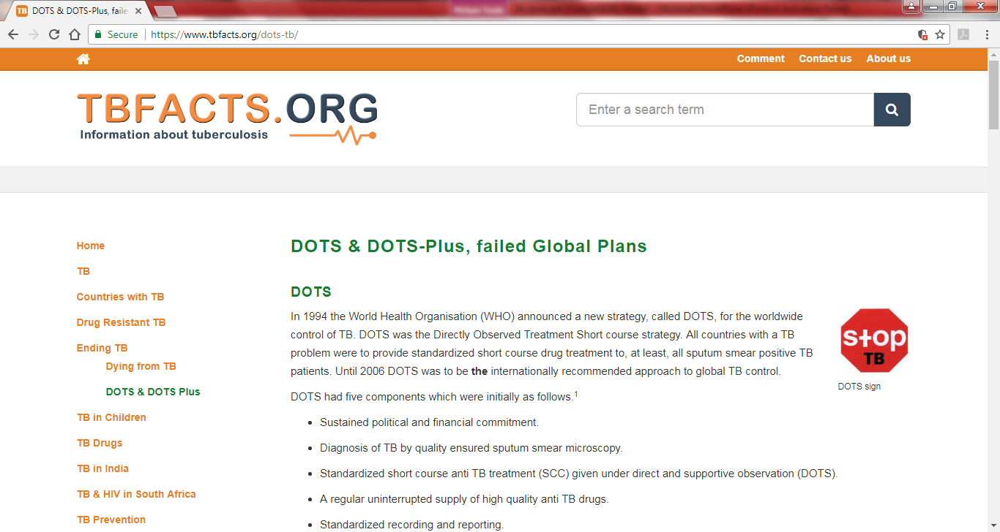 DOTS & DOTS-Plus, faile
Secure
https://www.tbfacts.org/dots-tb/
Comment Contact us About us
TBFACTS.ORG
Information about tuberculosis
Enter a search term
Home
TB
Countries with TB
Drug Resistant TB
Ending TB
Dying from TB
DOTS & DOTS Plus
TB in Children
TB Drugs
TB in India
TB & HIV in South Africa
TB Prevention
DOTS & DOTS-Plus, failed Global Plans
DOTS
In 1994 the World Health Organisation (WHO) announced a new strategy, called DOTS, for the worldwide
control of TB. DOTS was the Directly Observed Treatment Short course strategy. All countries with a TB
problem were to provide standardized short course drug treatment to, at least, all sputum smear positive TB
patients. Until 2006 DOTS was to be the internationally recommended approach to global TB control.
stop
TB
DOTS sign
DOTS had five components which were initially as follows.1
• Sustained political and financial commitment.
• Diagnosis of TB by quality ensured sputum smear microscopy.
• Standardized short course anti TB treatment (SCC) given under direct and supportive observation (DOTS).
• A regular uninterrupted supply of high quality anti TB drugs.
• Standardized recording and reporting.